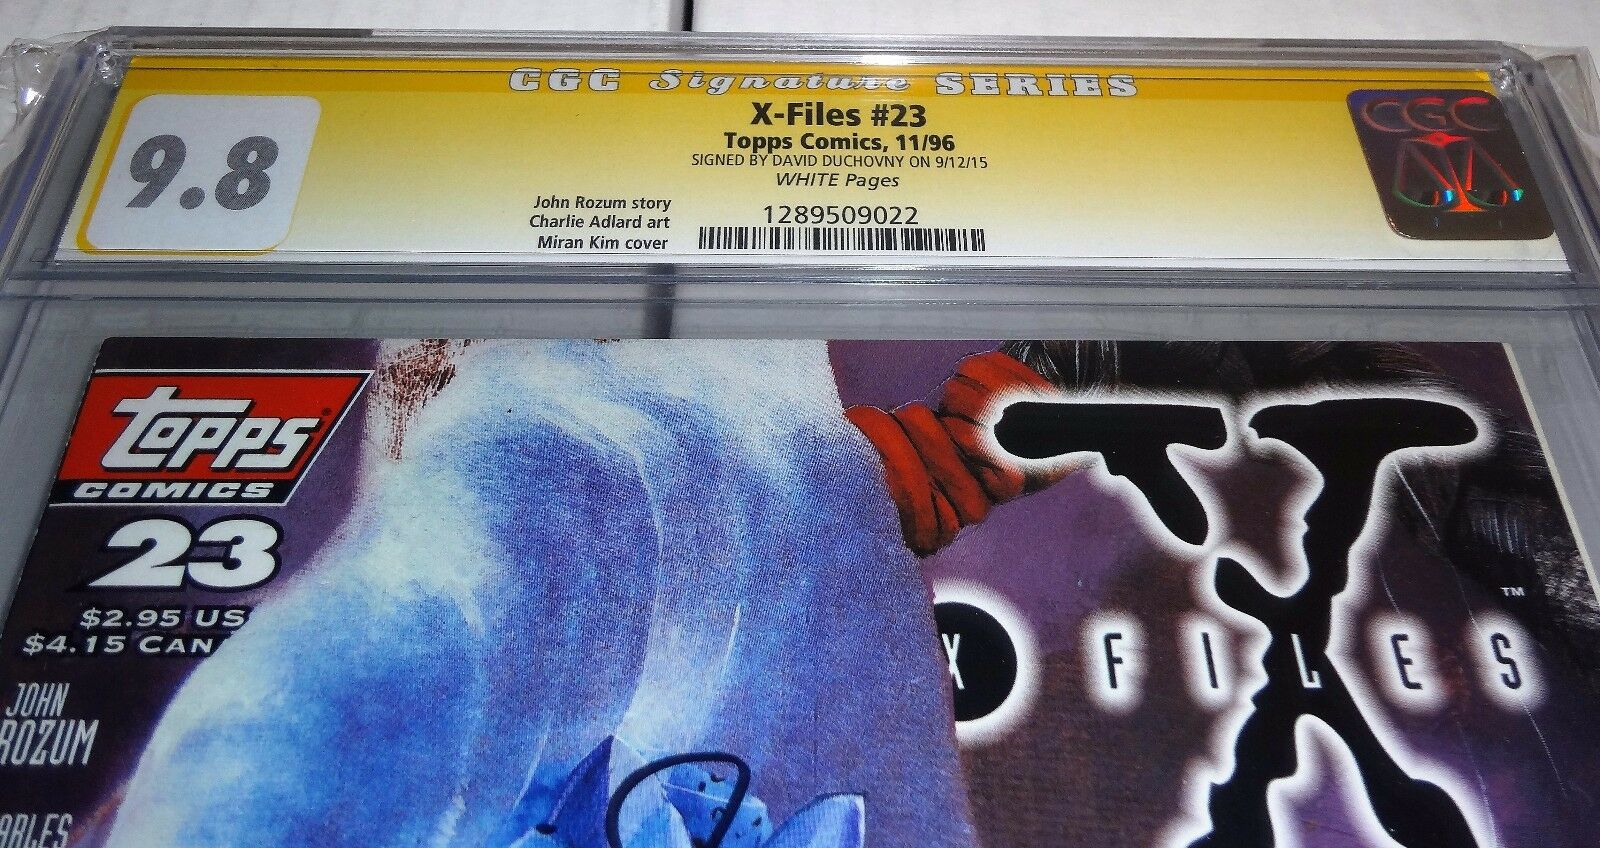 CGC Signature SERIES
X-Files #23
Topps Comics, 11/96
SIGNED BY DAVID DUCHOVNY ON 9/12/15
WHITE Pages
9.8
John Rozum story
Charlie Adlard art
Miran Kim cover
1289509022
CGC
topps®
COMICS
23
$2.95 US
$4.15 CAN
JOHN
ROZUM
X FILES ™